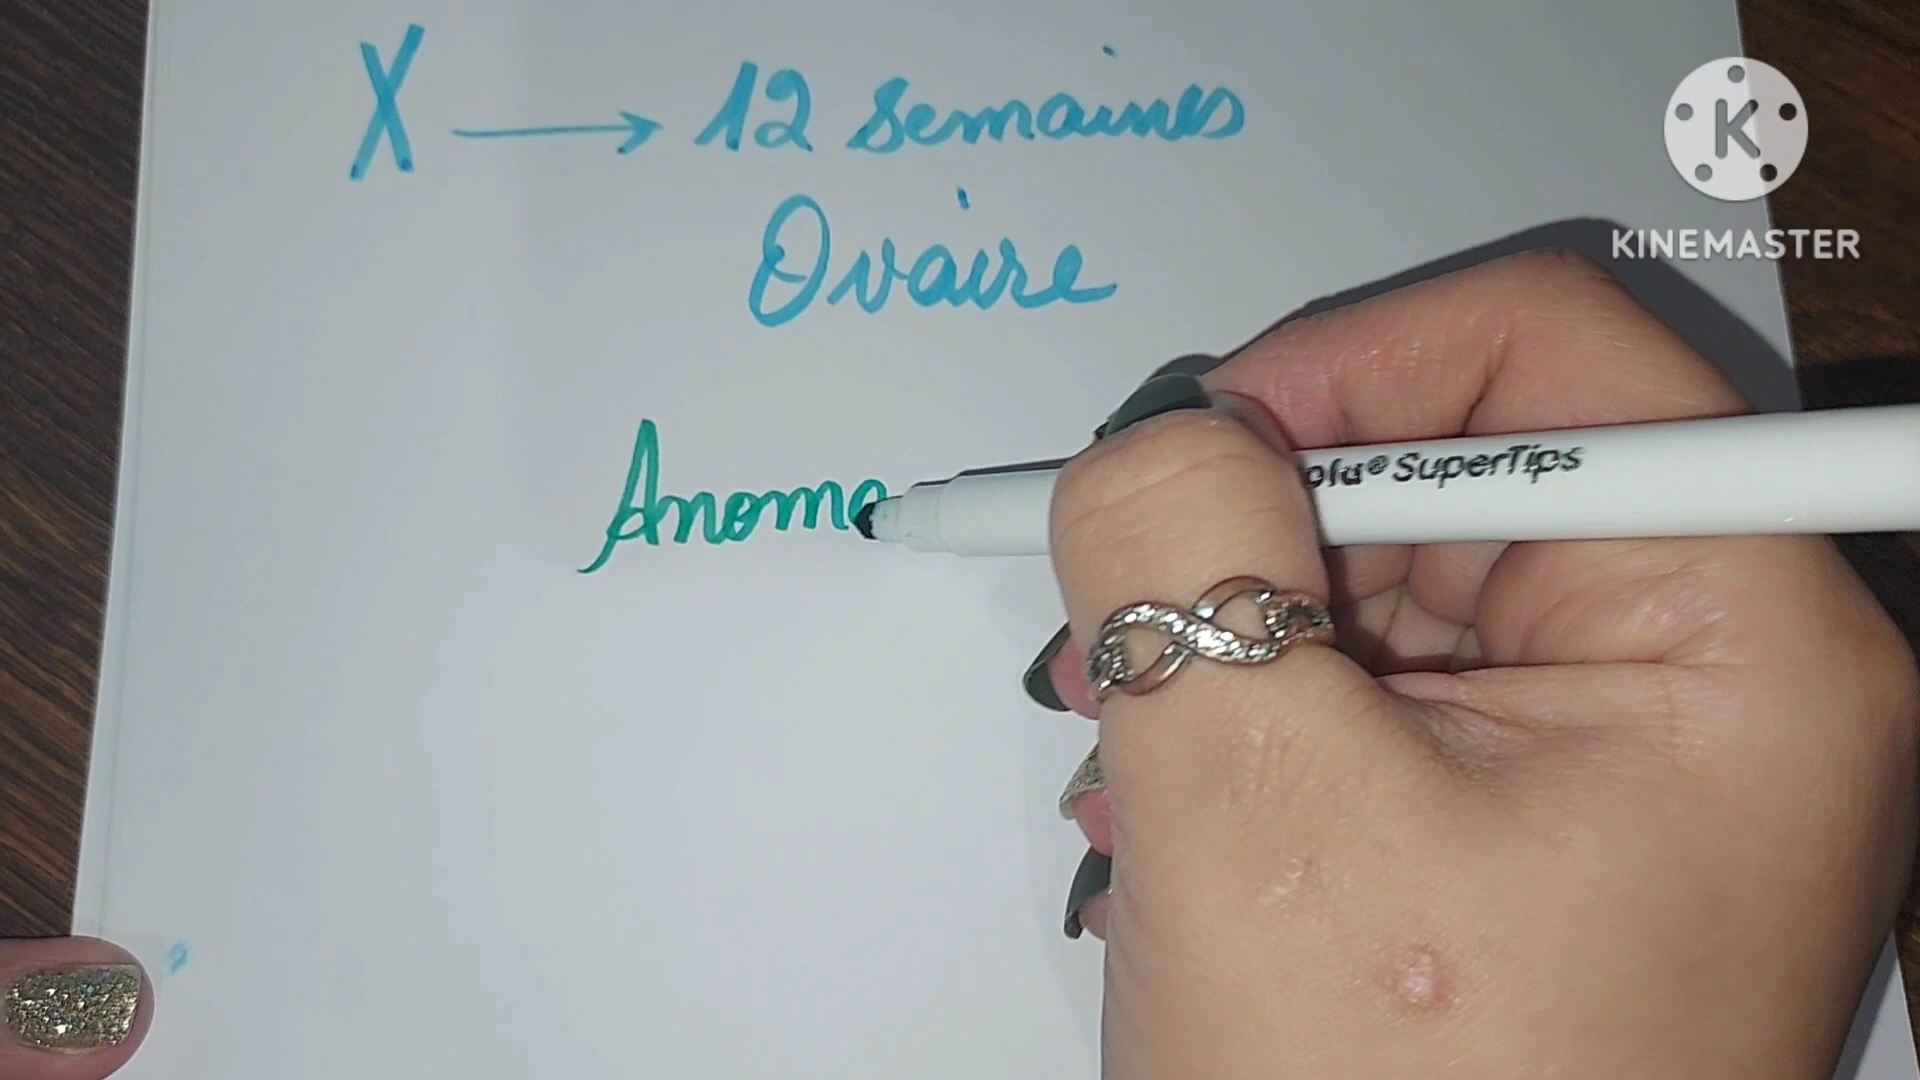 X → 12 semaines
Ovaire
Anoma
SuperTips
K
KINEMASTER